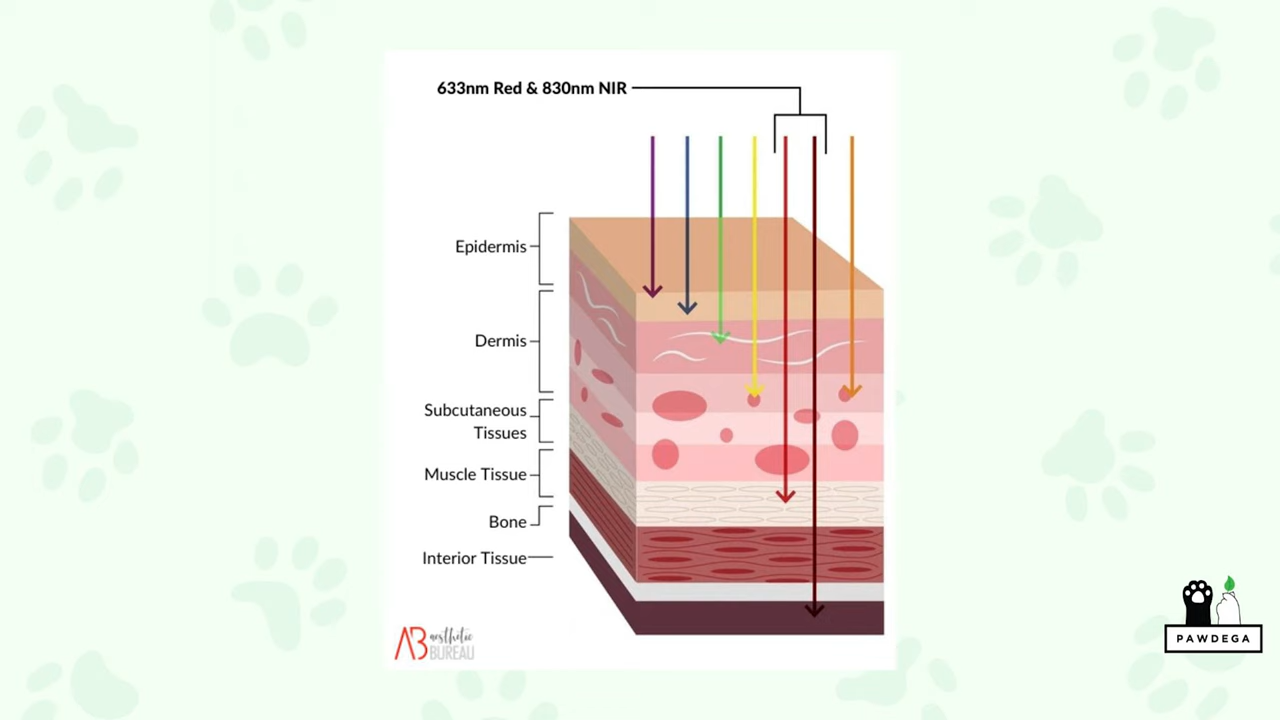 633nm Red & 830nm NIR
Epidermis
Dermis
Subcutaneous
Tissues
Muscle Tissue
Bone
Interior Tissue
AB aesthetic
BUREAU
PAWDEGA